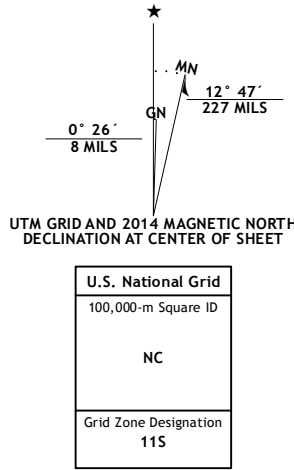 MN
GN
12° 47´
227 MILS
0° 26´
8 MILS
UTM GRID AND 2014 MAGNETIC NORTH
DECLINATION AT CENTER OF SHEET
U.S. National Grid
100,000-m Square ID
NC
Grid Zone Designation
11S